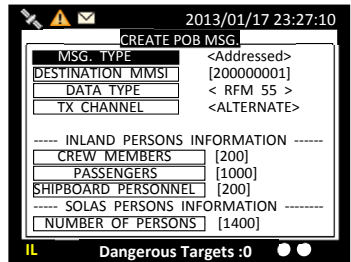 2013/01/17 23:27:10
CREATE POB MSG.
MSG. TYPE <Addressed>
DESTINATION MMSI [200000001]
DATA TYPE < RFM 55 >
TX CHANNEL <ALTERNATE>
----- INLAND PERSONS INFORMATION ------
CREW MEMBERS [200]
PASSENGERS [1000]
SHIPBOARD PERSONNEL [200]
----- SOLAS PERSONS INFORMATION --------
NUMBER OF PERSONS [1400]
IL Dangerous Targets :0